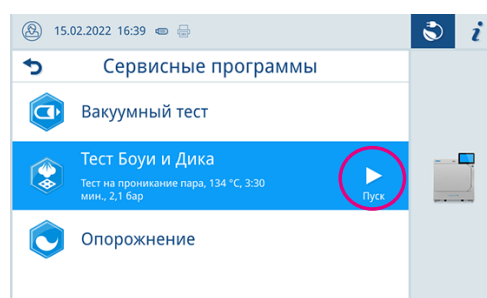 15.02.2022 16:39
i
Сервисные программы
Вакуумный тест
Тест Боуи и Дика
Тест на проникание пара, 134 °C, 3:30
мин., 2,1 бар
Пуск
Опорожнение